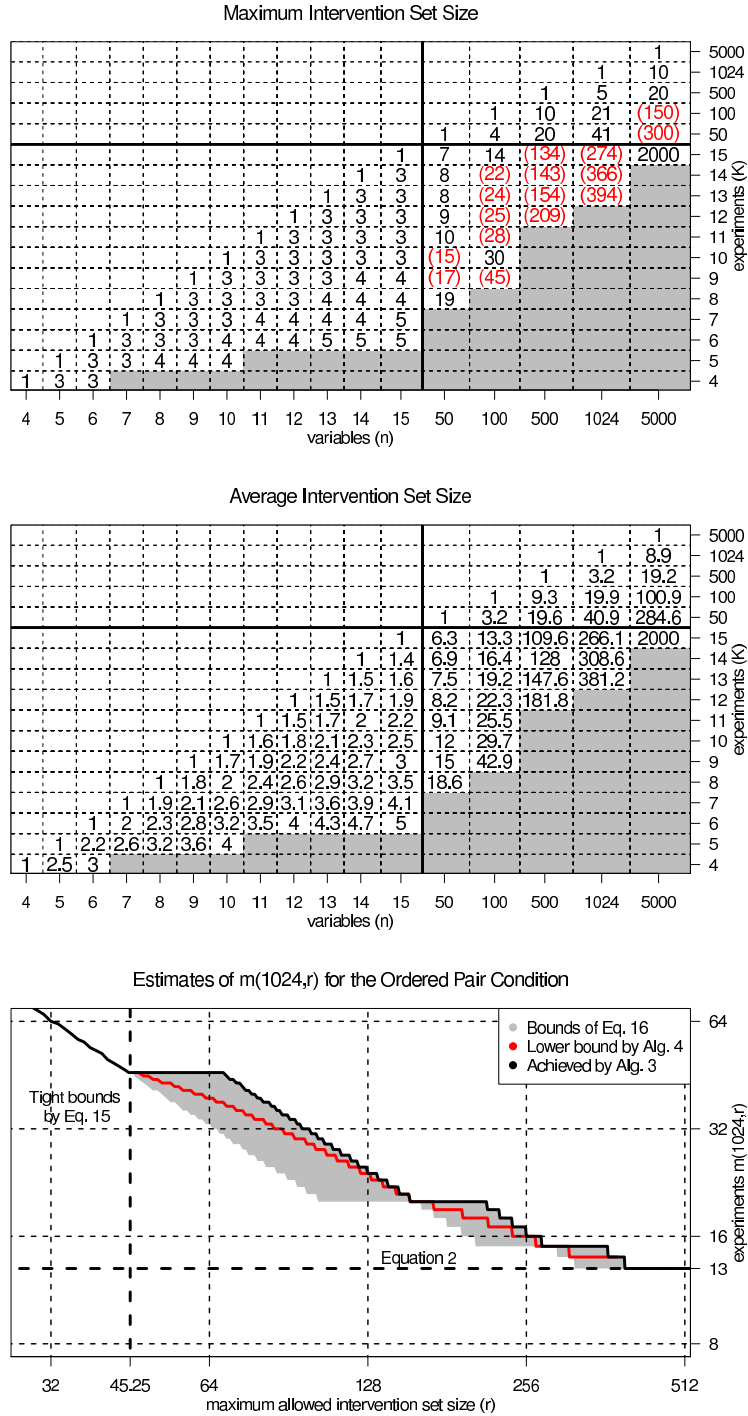 Maximum Intervention Set Size
1 5000
1 10 1024
1 5 20 500
1 10 21 (150) 100
1 4 20 41 (300) 50
1 7 14 (134) (274) 2000 15
1 3 8 (22) (143) (366) 14
1 3 3 8 (24) (154) (394) 13
1 3 3 3 9 (25) (209) 12
1 3 3 3 3 10 (28) 11
1 3 3 3 3 3 (15) 30 10
1 3 3 3 3 4 4 (17) (45) 9
1 3 3 3 3 4 4 4 19 8
1 3 3 3 4 4 4 4 5 7
1 3 3 3 4 4 4 5 5 5 6
1 3 3 4 4 4 5
1 3 3 4
4 5 6 7 8 9 10 11 12 13 14 15 50 100 500 1024 5000
variables (n)
experiments (K)
Average Intervention Set Size
1 5000
1 8.9 1024
1 3.2 19.2 500
1 9.3 19.9 100.9 100
1 3.2 19.6 40.9 284.6 50
1 6.3 13.3 109.6 266.1 2000 15
1 1.4 6.9 16.4 128 308.6 14
1 1.5 1.6 7.5 19.2 147.6 381.2 13
1 1.5 1.7 1.9 8.2 22.3 181.8 12
1 1.5 1.7 2 2.2 9.1 25.5 11
1 1.6 1.8 2.1 2.3 2.5 12 29.7 10
1 1.7 1.9 2.2 2.4 2.7 3 15 42.9 9
1 1.8 2 2.4 2.6 2.9 3.2 3.5 18.6 8
1 1.9 2.1 2.6 2.9 3.1 3.6 3.9 4.1 7
1 2 2.3 2.8 3.2 3.5 4 4.3 4.7 5 6
1 2.2 2.6 3.2 3.6 4 5
1 2.5 3 4
4 5 6 7 8 9 10 11 12 13 14 15 50 100 500 1024 5000
variables (n)
experiments (K)
Estimates of m(1024,r) for the Ordered Pair Condition
Bounds of Eq. 16
Lower bound by Alg. 4
Achieved by Alg. 3
Tight bounds
by Eq. 15
Equation 2
64
32
16
13
8
experiments m(1024,r)
32 45.25 64 128 256 512
maximum allowed intervention set size (r)